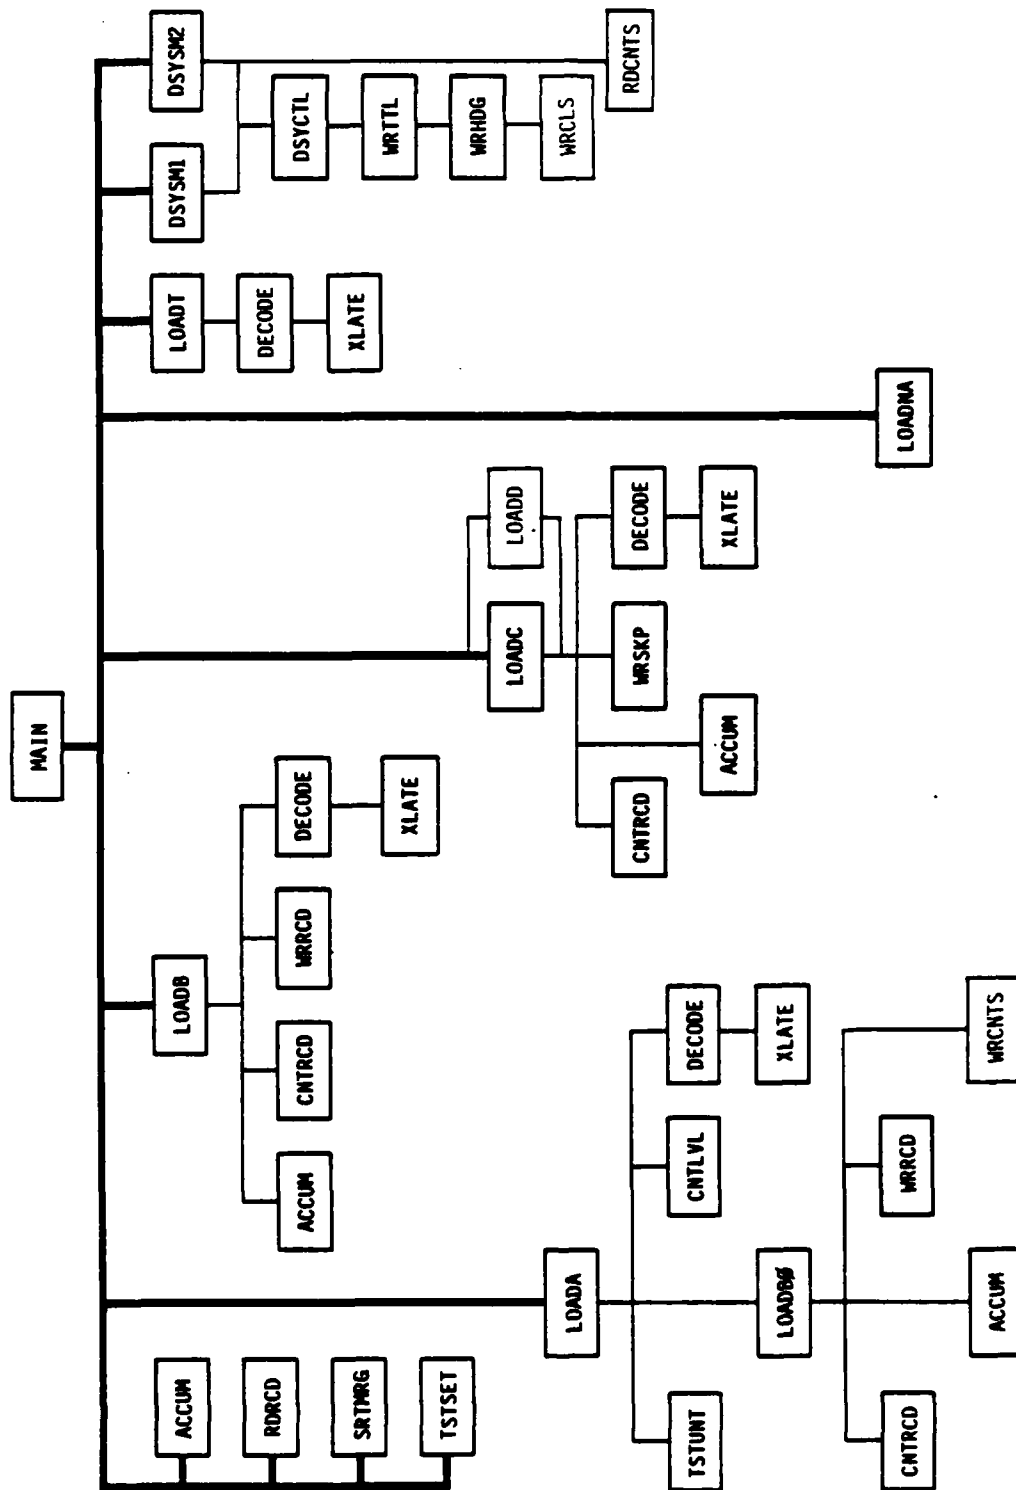 MAIN
ACCUM
RDRCD
SRTMRG
TSTSET
LOADA
TSTUNT
CNTLVL
DECODE
XLATE
LOADBØ
CNTRCD
ACCUM
WRRCD
WRCNTS
LOADB
ACCUM
CNTRCD
WRRCD
DECODE
XLATE
LOADC
LOADD
CNTRCD
ACCUM
WRSKP
DECODE
XLATE
LOADNA
LOADT
DECODE
XLATE
DSYSM1
DSYSM2
DSYCTL
WRTTL
WRHDG
WRCLS
RDCNTS